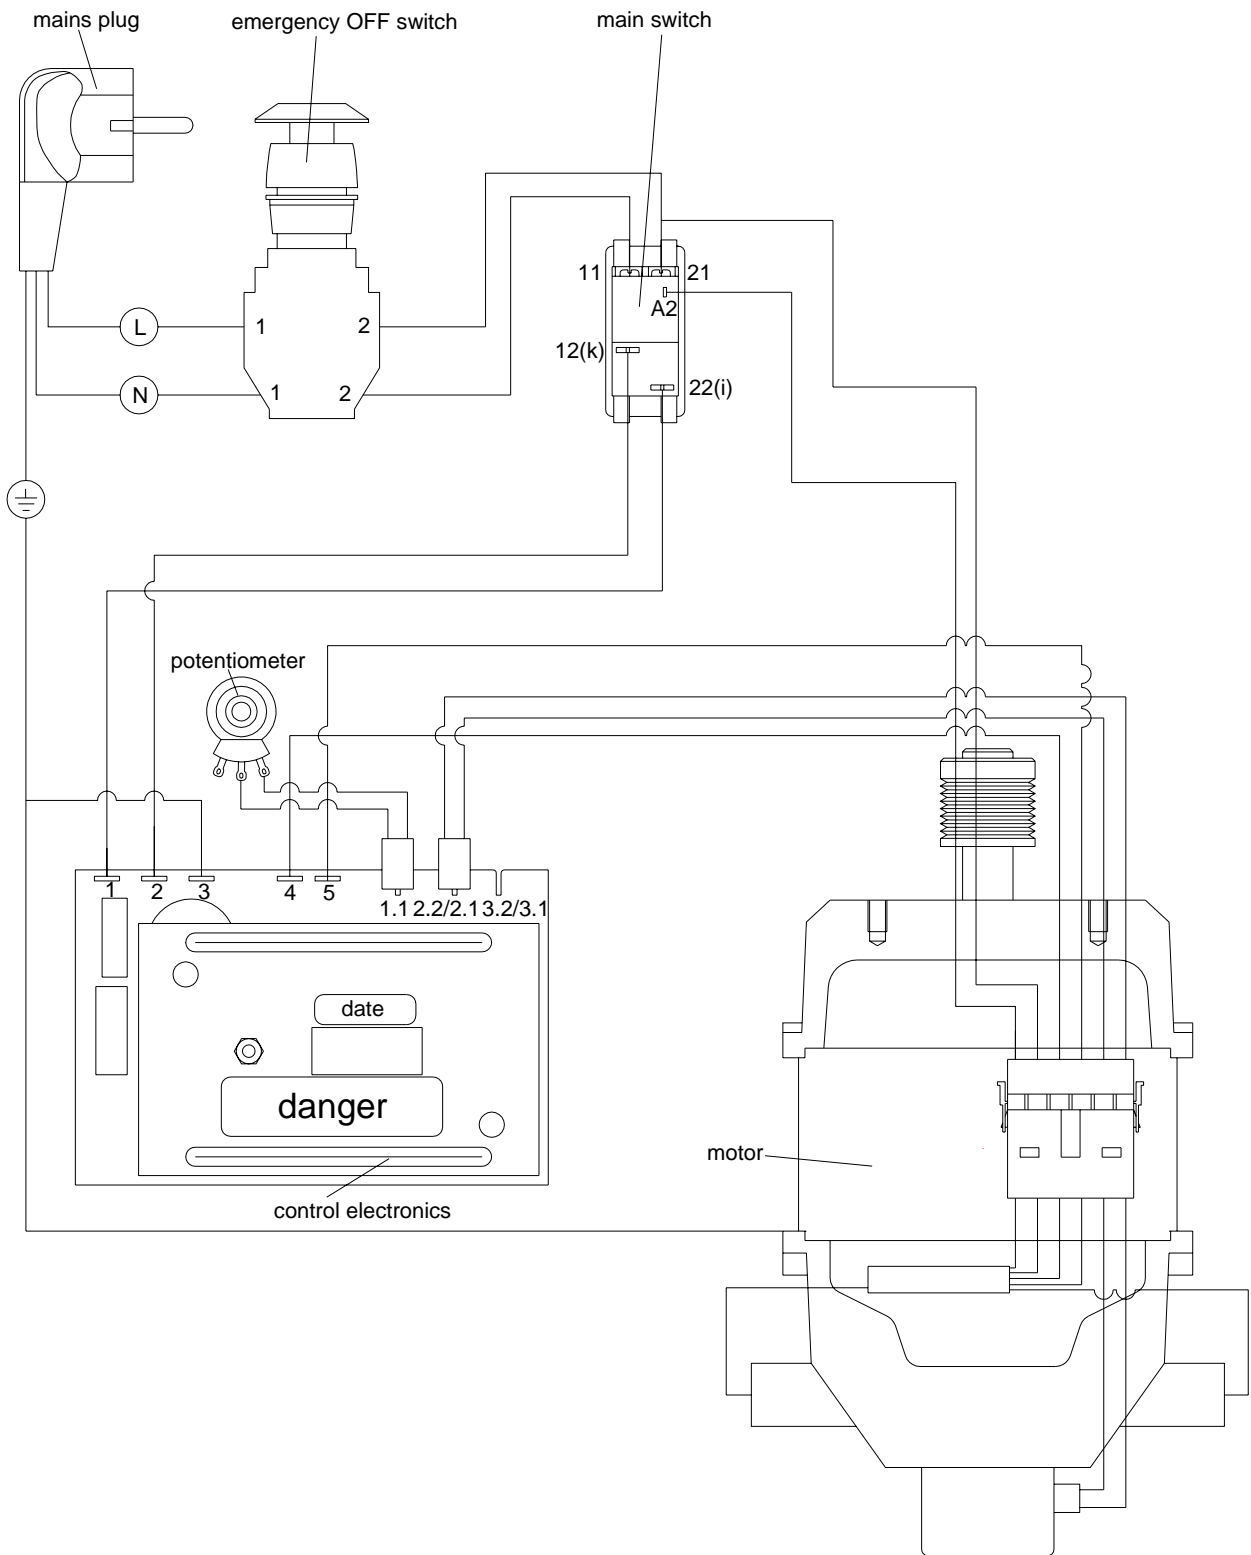 mains plug
emergency OFF switch
main switch
11
21
A2
L
1
2
12(k)
N
1
2
22(i)
potentiometer
1
2
3
4
5
1.1
2.2/2.1
3.2/3.1
date
danger
motor
control electronics